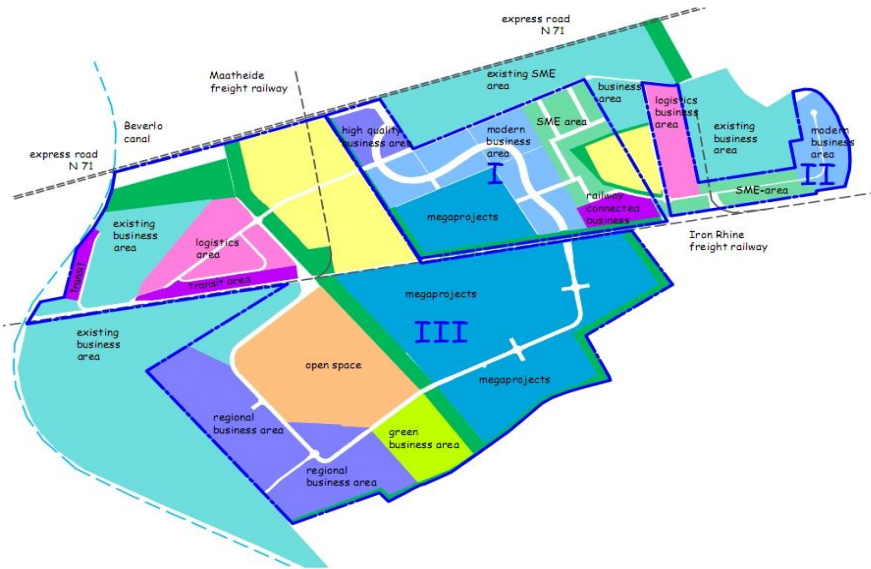 express road
N 71
Maatheide
freight railway
existing SME
area
business
area
logistics
business
area
Beverlo
canal
high quality
business area
modern
business
area
SME area
existing
business
area
modern
business
area
express road
N 71
I
II
SME-area
megaprojects
railway
connected
business
existing
business
area
logistics
area
Iron Rhine
freight railway
transit
transit area
megaprojects
existing
business
area
III
open space
megaprojects
regional
business area
green
business area
regional
business area